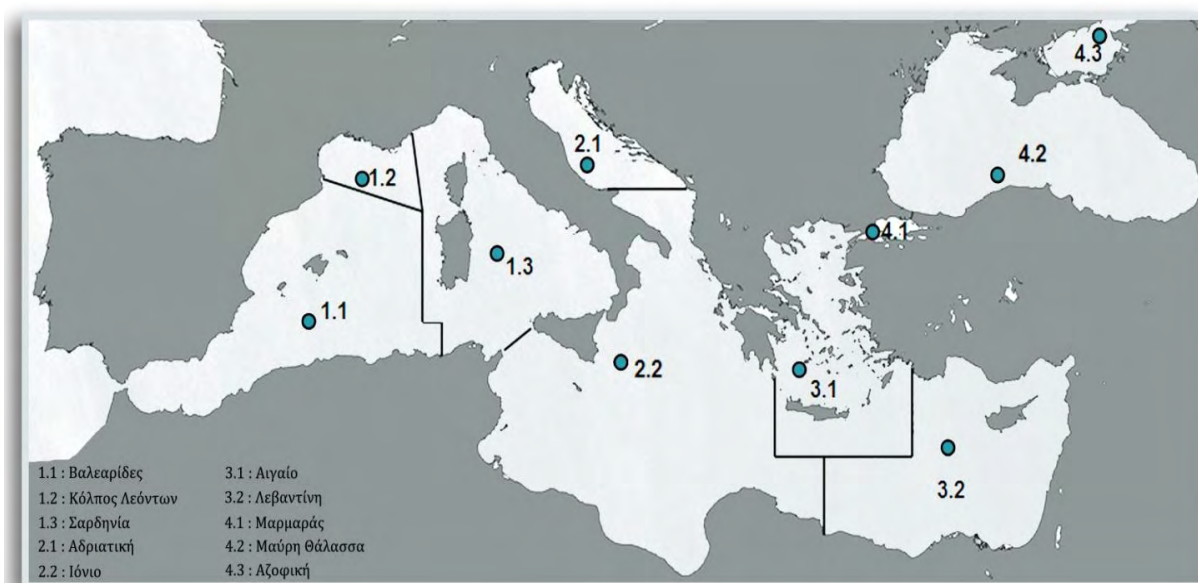 4.3
2.1
4.2
1.2
4.1
1.3
1.1
2.2
3.1
3.2
1.1 : Βαλεαρίδες
1.2 : Κόλπος Λεόντων
1.3 : Σαρδηνία
2.1 : Αδριατική
2.2 : Ιόνιο
3.1 : Αιγαίο
3.2 : Λεβαντίνη
4.1 : Μαρμαράς
4.2 : Μαύρη Θάλασσα
4.3 : Αζοφική